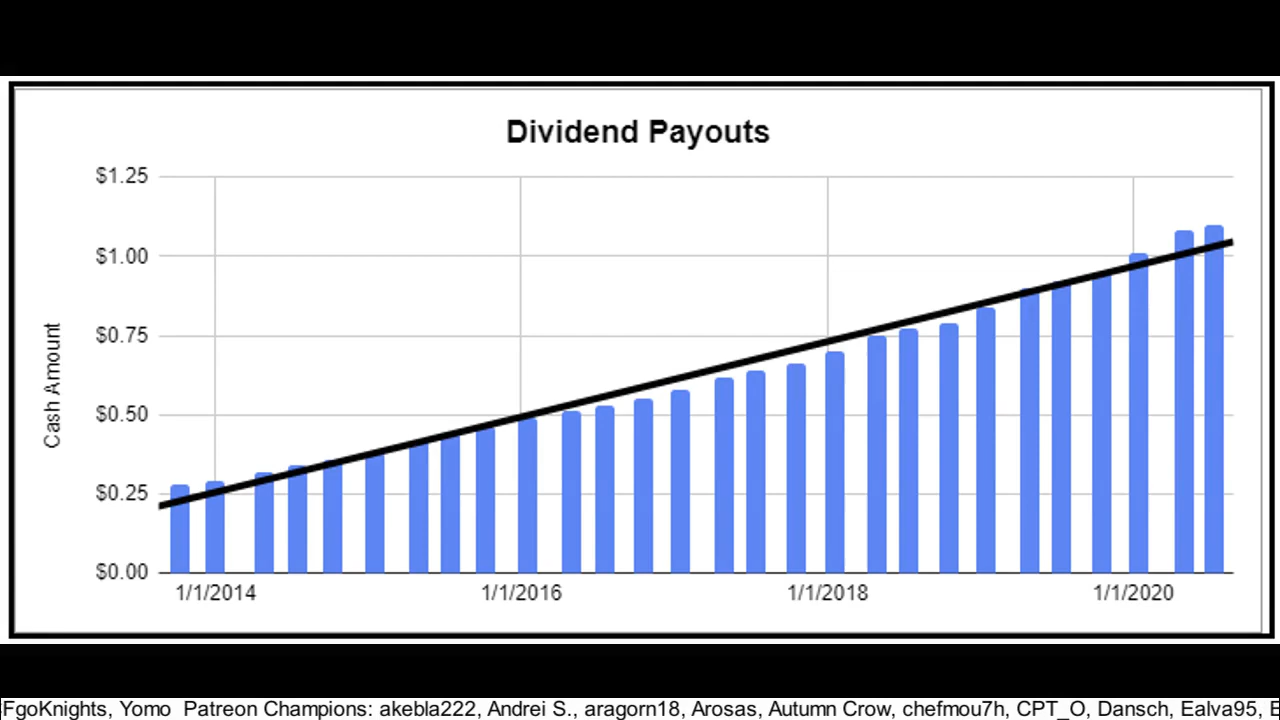 Dividend Payouts
$1.25
$1.00
$0.75
$0.50
$0.25
$0.00
Cash Amount
1/1/2014 1/1/2016 1/1/2018 1/1/2020
FgoKnights, Yomo Patreon Champions: akebla222, Andrei S., aragorn18, Arosas, Autumn Crow, chefmou7h, CPT_O, Dansch, Ealva95,